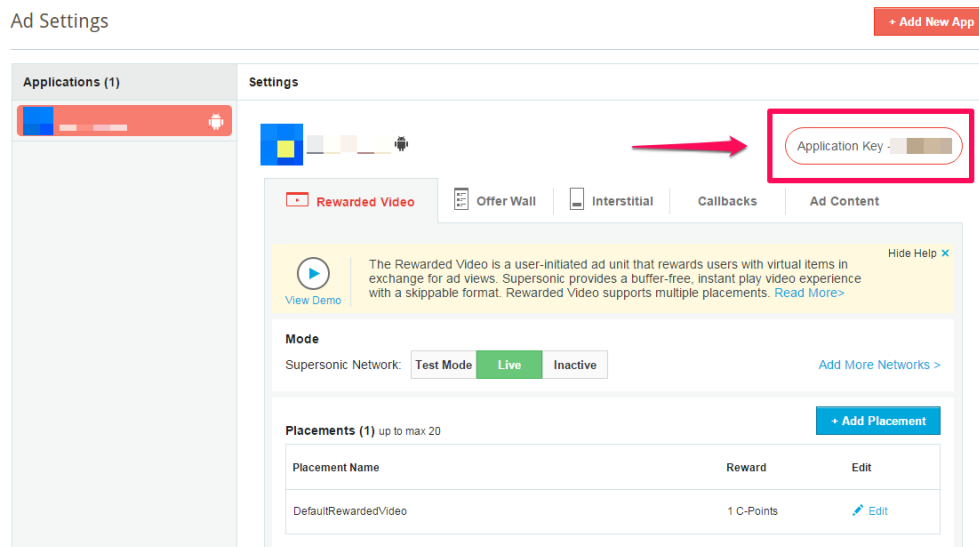 Ad Settings
+ Add New App
Applications (1)
Settings
Application Key -
Rewarded Video
Offer Wall
Interstitial
Callbacks
Ad Content
Hide Help ×
The Rewarded Video is a user-initiated ad unit that rewards users with virtual items in
exchange for ad views. Supersonic provides a buffer-free, instant play video experience
with a skippable format. Rewarded Video supports multiple placements. Read More>
View Demo
Mode
Supersonic Network: Test Mode Live Inactive
Add More Networks >
+ Add Placement
Placements (1) up to max 20
Placement Name Reward Edit
DefaultRewardedVideo 1 C-Points Edit